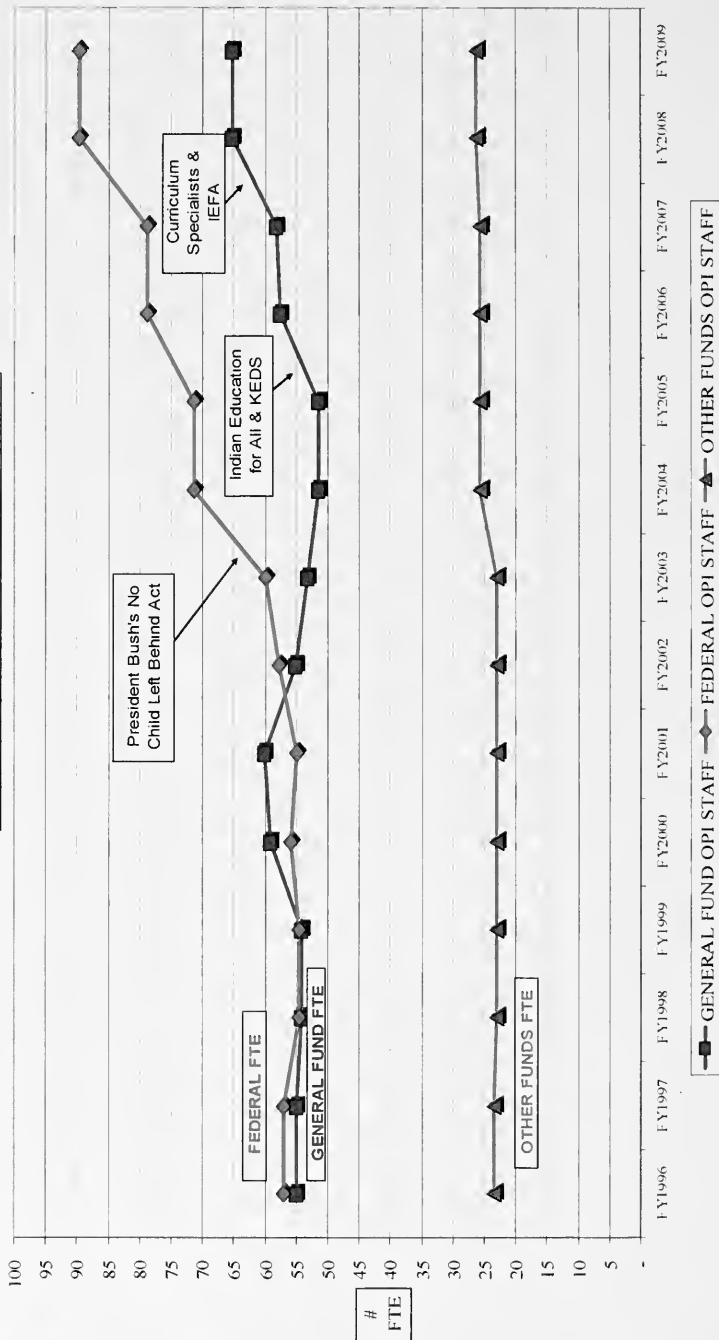 100
95
90
85
80
75
70
65
60
55
50
45
40
35
30
25
20
15
10
5
-
#
FTE
President Bush's No
Child Left Behind Act
Curriculum
Specialists &
IEFA
Indian Education
for All & KEDS
FEDERAL FTE
GENERAL FUND FTE
OTHER FUNDS FTE
FY1996 FY1997 FY1998 FY1999 FY2000 FY2001 FY2002 FY2003 FY2004 FY2005 FY2006 FY2007 FY2008 FY2009
GENERAL FUND OPI STAFF FEDERAL OPI STAFF OTHER FUNDS OPI STAFF